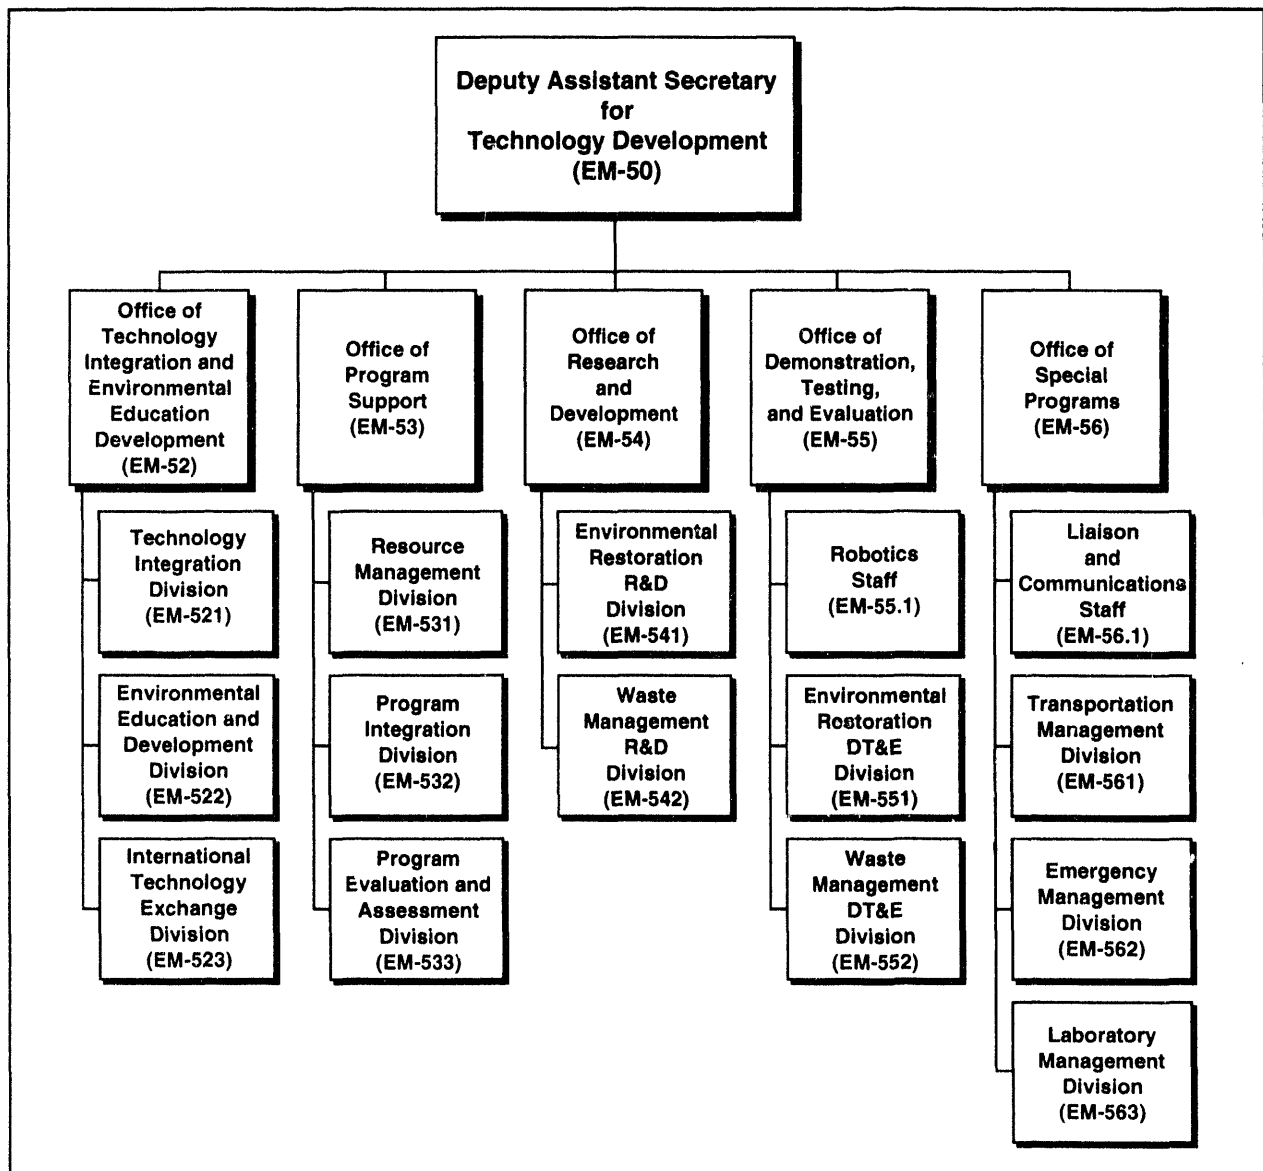 Deputy Assistant Secretary
for
Technology Development
(EM-50)
Office of
Technology
Integration and
Environmental
Education
Development
(EM-52)
Office of
Program
Support
(EM-53)
Office of
Research
and
Development
(EM-54)
Office of
Demonstration,
Testing,
and Evaluation
(EM-55)
Office of
Special
Programs
(EM-56)
Technology
Integration
Division
(EM-521)
Environmental
Education and
Development
Division
(EM-522)
International
Technology
Exchange
Division
(EM-523)
Resource
Management
Division
(EM-531)
Program
Integration
Division
(EM-532)
Program
Evaluation and
Assessment
Division
(EM-533)
Environmental
Restoration
R&D
Division
(EM-541)
Waste
Management
R&D
Division
(EM-542)
Robotics
Staff
(EM-55.1)
Environmental
Restoration
DT&E
Division
(EM-551)
Waste
Management
DT&E
Division
(EM-552)
Liaison
and
Communications
Staff
(EM-56.1)
Transportation
Management
Division
(EM-561)
Emergency
Management
Division
(EM-562)
Laboratory
Management
Division
(EM-563)